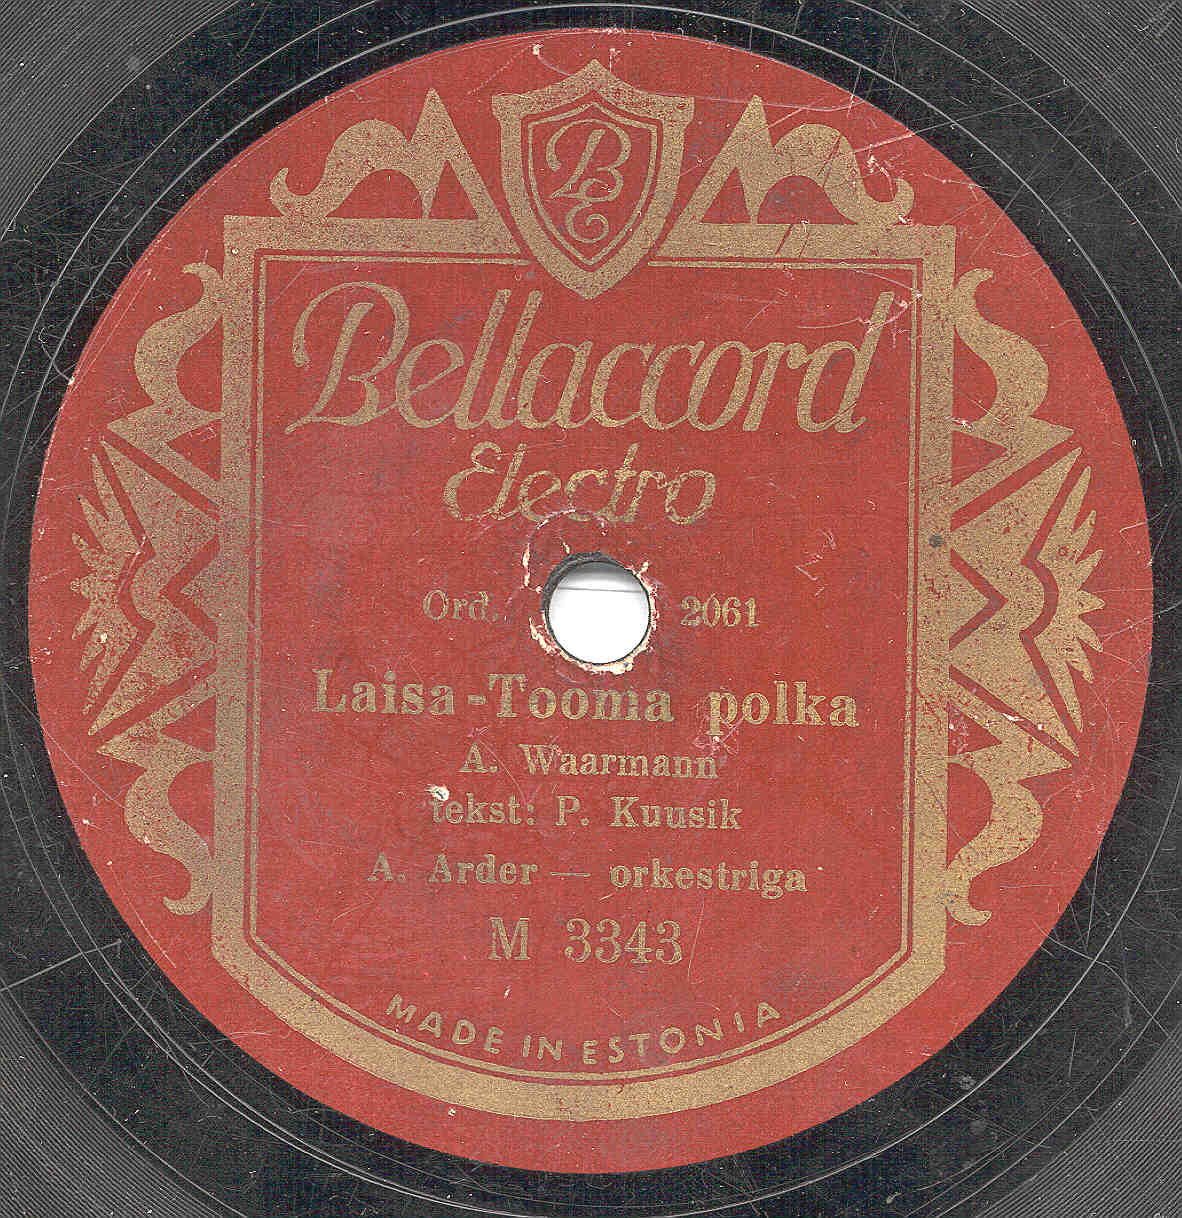 BE
Bellaccord
Electro
Ord. 2061
Laisa-Tooma polka
A. Waarmann
tekst: P. Kuusik
A. Arder — orkestriga
M 3343
MADE IN ESTONIA